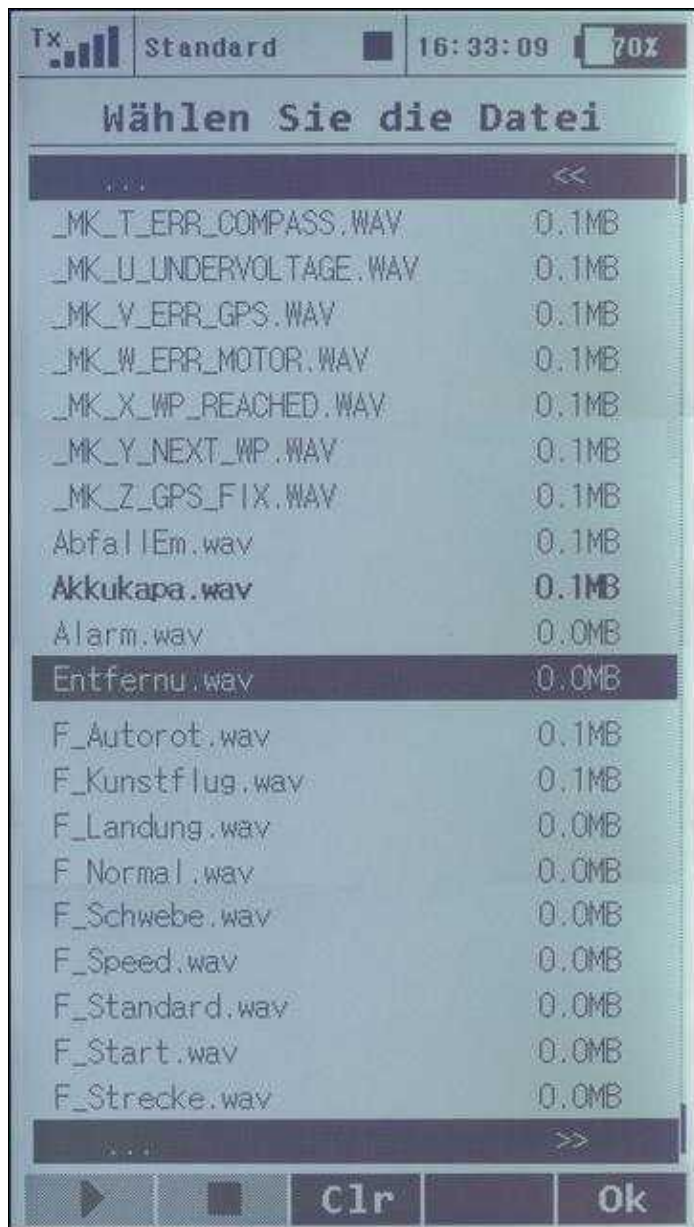 Tx Standard 16:33:09 70%
Wählen Sie die Datei
... <<
_MK_T_ERR_COMPASS.WAV 0.1MB
_MK_U_UNDERVOLTAGE.WAV 0.1MB
_MK_V_ERR_GPS.WAV 0.1MB
_MK_W_ERR_MOTOR.WAV 0.1MB
_MK_X_WP_REACHED.WAV 0.1MB
_MK_Y_NEXT_WP.WAV 0.1MB
_MK_Z_GPS_FIX.WAV 0.1MB
AbfallEm.wav 0.1MB
Akkukapa.wav 0.1MB
Alarm.wav 0.0MB
Entfernu.wav 0.0MB
F_Autorot.wav 0.1MB
F_Kunstflug.wav 0.1MB
F_Landung.wav 0.0MB
F_Normal.wav 0.0MB
F_Schwebe.wav 0.0MB
F_Speed.wav 0.0MB
F_Standard.wav 0.0MB
F_Start.wav 0.0MB
F_Strecke.wav 0.0MB
... >>
Clr Ok